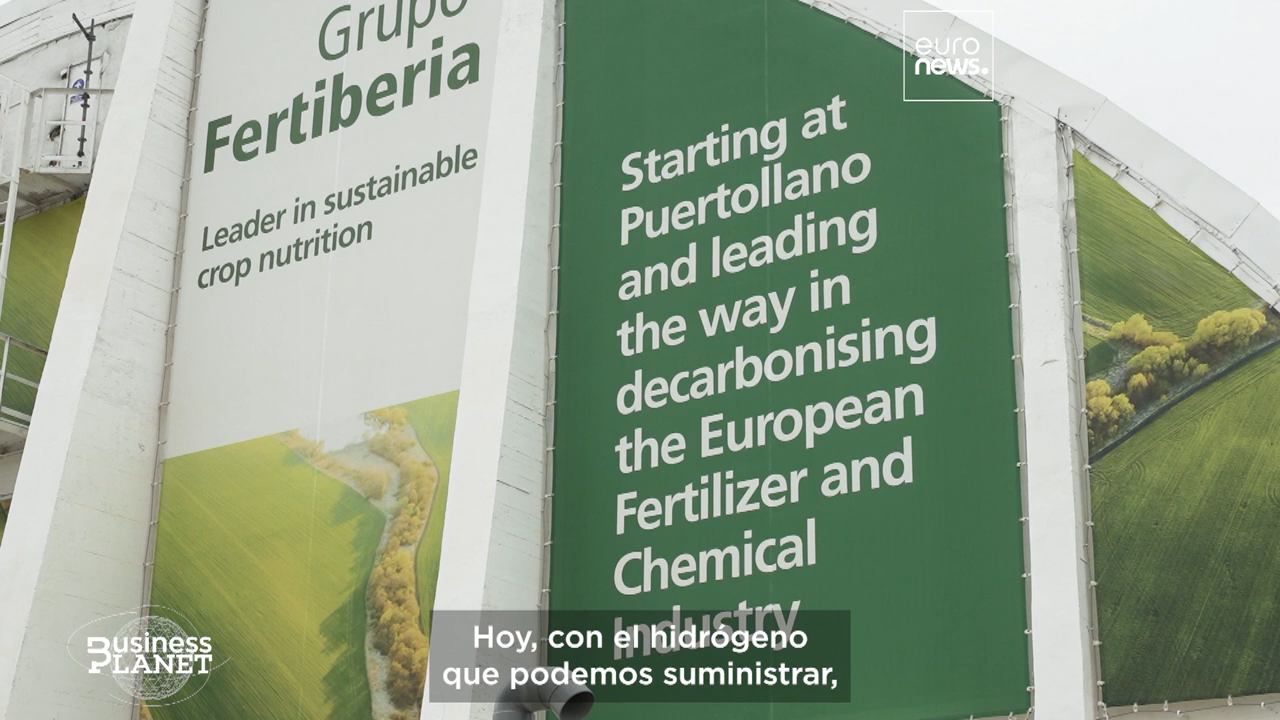 Grupo
Fertiberia
Leader in sustainable
crop nutrition
euro
news.
Starting at
Puertollano
and leading
the way in
decarbonising
the European
Fertilizer and
Chemical
Industry
Business
PLANET
Hoy, con el hidrógeno
que podemos suministrar,